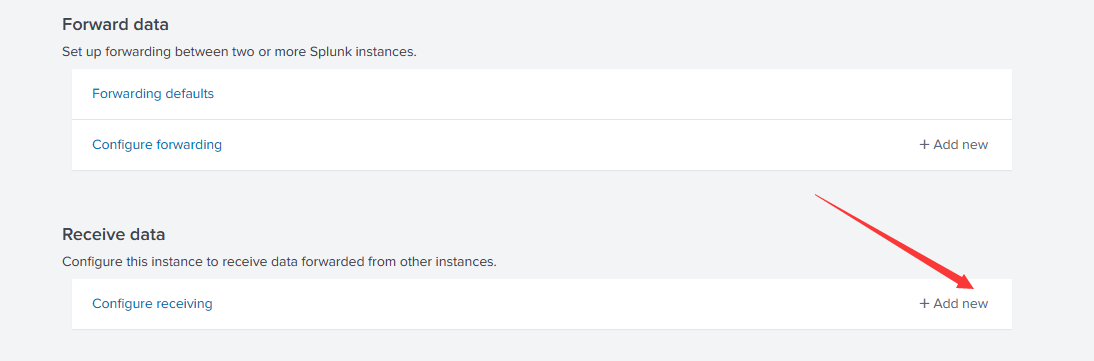 Forward data
Set up forwarding between two or more Splunk instances.
Forwarding defaults
Configure forwarding
+ Add new
Receive data
Configure this instance to receive data forwarded from other instances.
Configure receiving
+ Add new